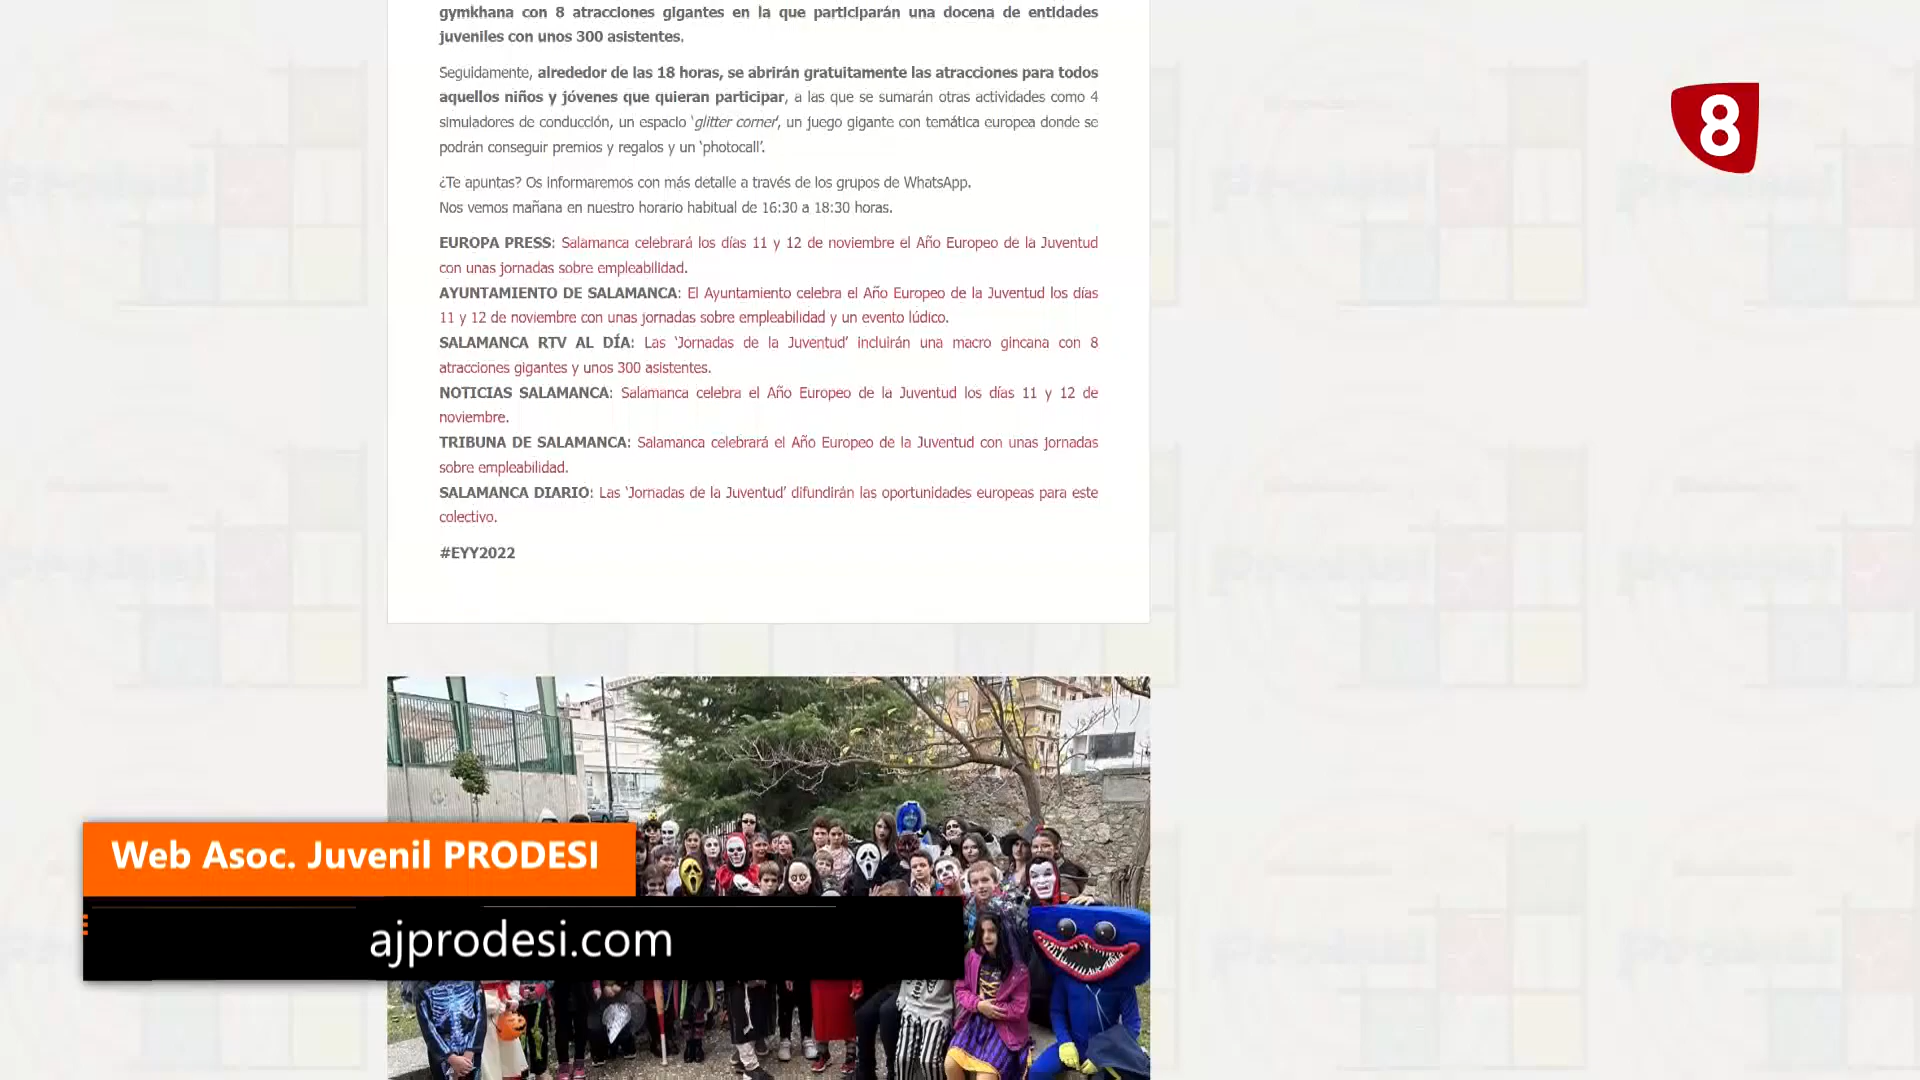 gymkhana con 8 atracciones gigantes en la que participarán una docena de entidades
juveniles con unos 300 asistentes.
Seguidamente, alrededor de las 18 horas, se abrirán gratuitamente las atracciones para todos
aquellos niños y jóvenes que quieran participar, a las que se sumarán otras actividades como 4
simuladores de conducción, un espacio ‘glitter corner’, un juego gigante con temática europea donde se
podrán conseguir premios y regalos y un ‘photocall’.
¿Te apuntas? Os informaremos con más detalle a través de los grupos de WhatsApp.
Nos vemos mañana en nuestro horario habitual de 16:30 a 18:30 horas.
EUROPA PRESS: Salamanca celebrará los días 11 y 12 de noviembre el Año Europeo de la Juventud
con unas jornadas sobre empleabilidad.
AYUNTAMIENTO DE SALAMANCA: El Ayuntamiento celebra el Año Europeo de la Juventud los días
11 y 12 de noviembre con unas jornadas sobre empleabilidad y un evento lúdico.
SALAMANCA RTV AL DÍA: Las ‘Jornadas de la Juventud’ incluirán una macro gincana con 8
atracciones gigantes y unos 300 asistentes.
NOTICIAS SALAMANCA: Salamanca celebra el Año Europeo de la Juventud los días 11 y 12 de
noviembre.
TRIBUNA DE SALAMANCA: Salamanca celebrará el Año Europeo de la Juventud con unas jornadas
sobre empleabilidad.
SALAMANCA DIARIO: Las ‘Jornadas de la Juventud’ difundirán las oportunidades europeas para este
colectivo.
#EYY2022
8
Web Asoc. Juvenil PRODESI
ajprodesi.com